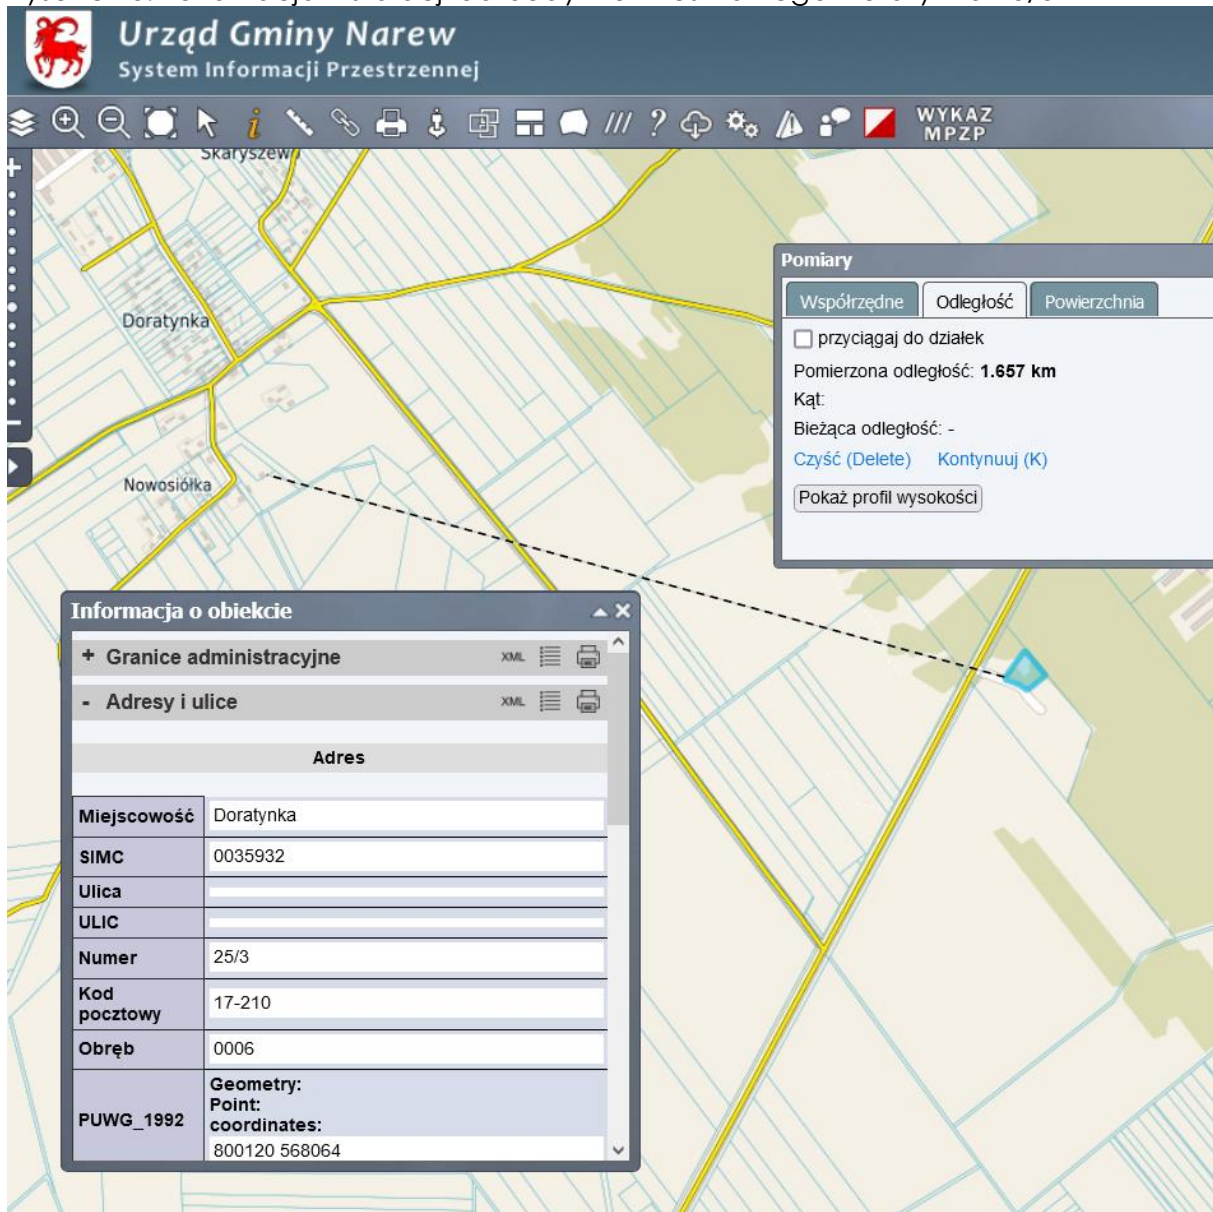 Urząd Gminy Narew
System Informacji Przestrzennej
WYKAZ
MPZP
Skaryszew
Doratynka
Nowosiółka
Pomiary
Współrzędne Odległość Powierzchnia
przyciągaj do działek
Pomierzona odległość: 1.657 km
Kąt:
Bieżąca odległość: -
Czyść (Delete) Kontynuuj (K)
Pokaż profil wysokości
Informacja o obiekcie
+ Granice administracyjne XML
- Adresy i ulice XML
Adres
Miejscowość Doratynka
SIMC 0035932
Ulica
ULIC
Numer 25/3
Kod
pocztowy 17-210
Obręb 0006
PUWG_1992 Geometry:
Point:
coordinates:
800120 568064